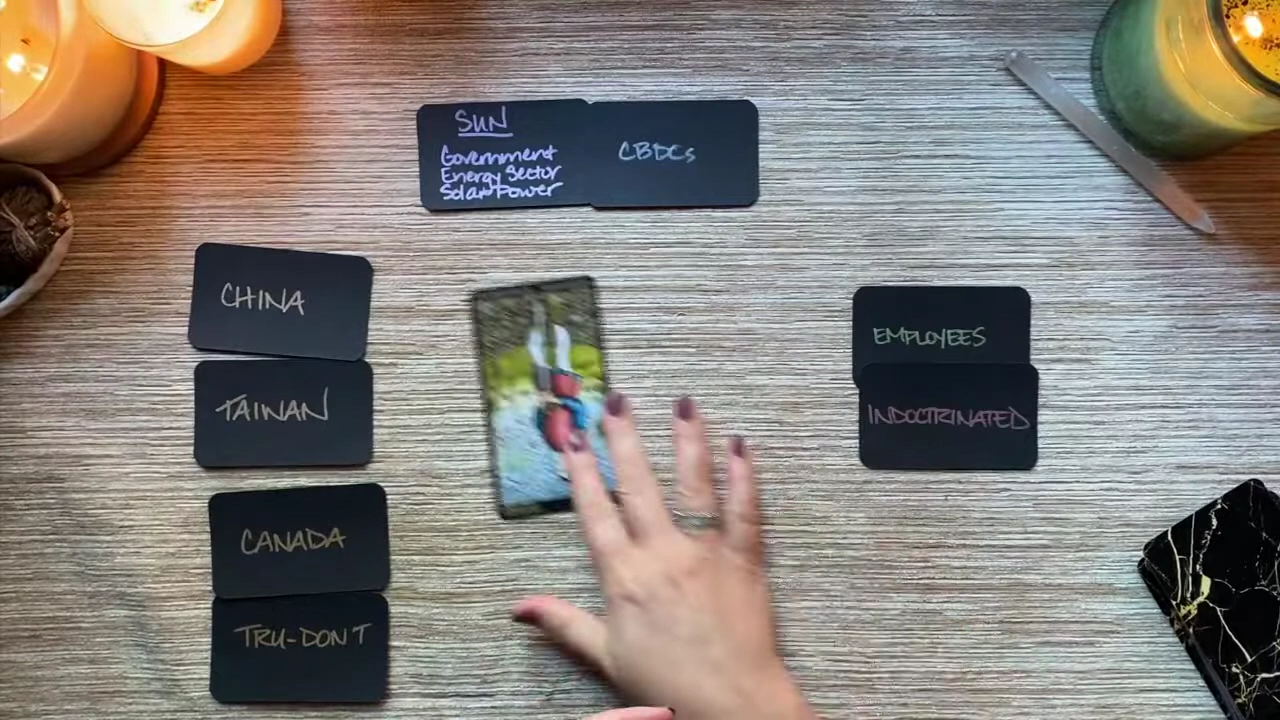 SUN
Government
Energy Sector
Solar Power
CBDCs
CHINA
TAIWAN
CANADA
TRU-DON'T
EMPLOYEES
INDOCTRINATED